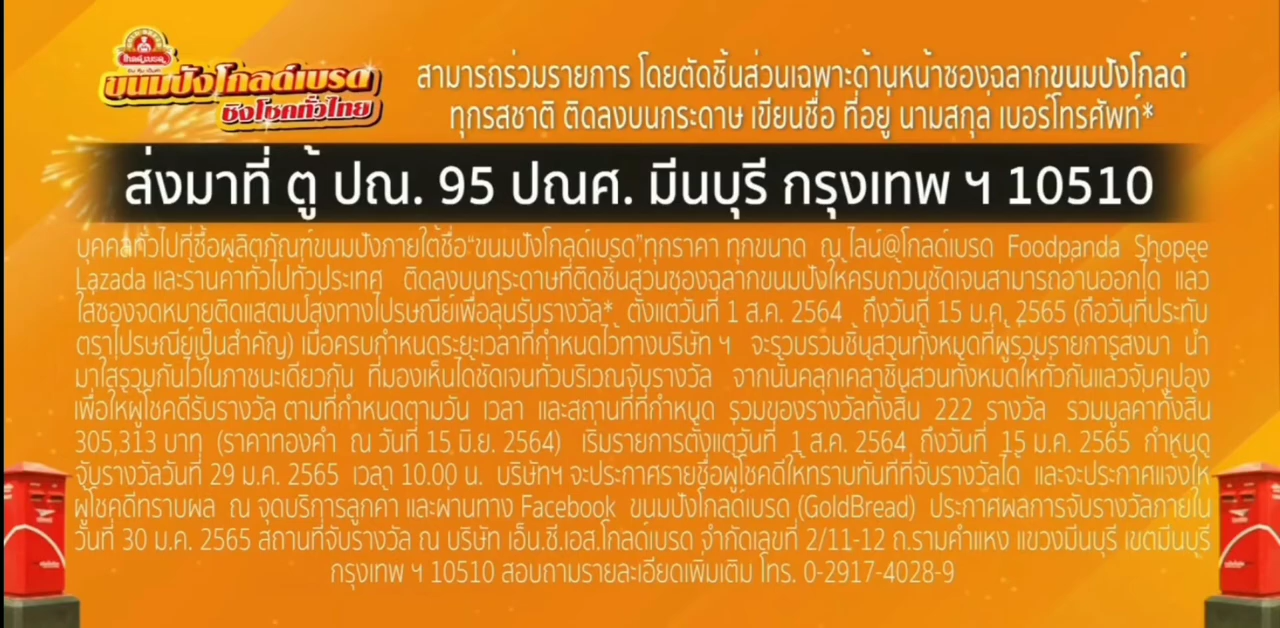 โกลด์เบรด
ขนมปังโกลด์เบรด
ชิงโชคทั่วไทย
สามารถร่วมรายการ โดยตัดชิ้นส่วนเฉพาะด้านหน้าซองฉลากขนมปังโกลด์
ทุกรสชาติ ติดลงบนกระดาษ เขียนชื่อ ที่อยู่ นามสกุล เบอร์โทรศัพท์*
ส่งมาที่ ตู้ ปณ. 95 ปณศ. มีนบุรี กรุงเทพ ฯ 10510
บุคคลทั่วไปที่ซื้อผลิตภัณฑ์ขนมปังภายใต้ชื่อ“ขนมปังโกลด์เบรด”ทุกราคา ทุกขนาด ณ ไลน์@โกลด์เบรด Foodpanda Shopee
Lazada และร้านค้าทั่วไปทั่วประเทศ ติดลงบนกระดาษที่ติดชิ้นส่วนซองฉลากขนมปังให้ครบถ้วนชัดเจนสามารถอ่านออกได้ แล้ว
ใส่ซองจดหมายติดแสตมป์ส่งทางไปรษณีย์เพื่อลุ้นรับรางวัล* ตั้งแต่วันที่ 1 ส.ค. 2564 ถึงวันที่ 15 ม.ค. 2565 (ถือวันที่ประทับ
ตราไปรษณีย์เป็นสำคัญ) เมื่อครบกำหนดระยะเวลาที่กำหนดไว้ทางบริษัท ฯ จะรวบรวมชิ้นส่วนทั้งหมดที่ผู้ร่วมรายการส่งมา นำ
มาใส่รวมกันไว้ในภาชนะเดียวกัน ที่มองเห็นได้ชัดเจนทั่วบริเวณจับรางวัล จากนั้นคลุกเคล้าชิ้นส่วนทั้งหมดให้ทั่วกันแล้วจับคูปอง
เพื่อให้ผู้โชคดีรับรางวัล ตามที่กำหนดตามวัน เวลา และสถานที่ที่กำหนด รวมของรางวัลทั้งสิ้น 222 รางวัล รวมมูลค่าทั้งสิ้น
305,313 บาท (ราคาทองคำ ณ วันที่ 15 มิ.ย. 2564) เริ่มรายการตั้งแต่วันที่ 1 ส.ค. 2564 ถึงวันที่ 15 ม.ค. 2565 กำหนด
จับรางวัลวันที่ 29 ม.ค. 2565 เวลา 10.00 น. บริษัทฯ จะประกาศรายชื่อผู้โชคดีให้ทราบทันทีที่จับรางวัลได้ และจะประกาศแจ้งให้
ผู้โชคดีทราบผล ณ จุดบริการลูกค้า และผ่านทาง Facebook ขนมปังโกลด์เบรด (GoldBread) ประกาศผลการจับรางวัลภายใน
วันที่ 30 ม.ค. 2565 สถานที่จับรางวัล ณ บริษัท เอ็น.ซี.เอส.โกลด์เบรด จำกัดเลขที่ 2/11-12 ถ.รามคำแหง แขวงมีนบุรี เขตมีนบุรี
กรุงเทพ ฯ 10510 สอบถามรายละเอียดเพิ่มเติม โทร. 0-2917-4028-9